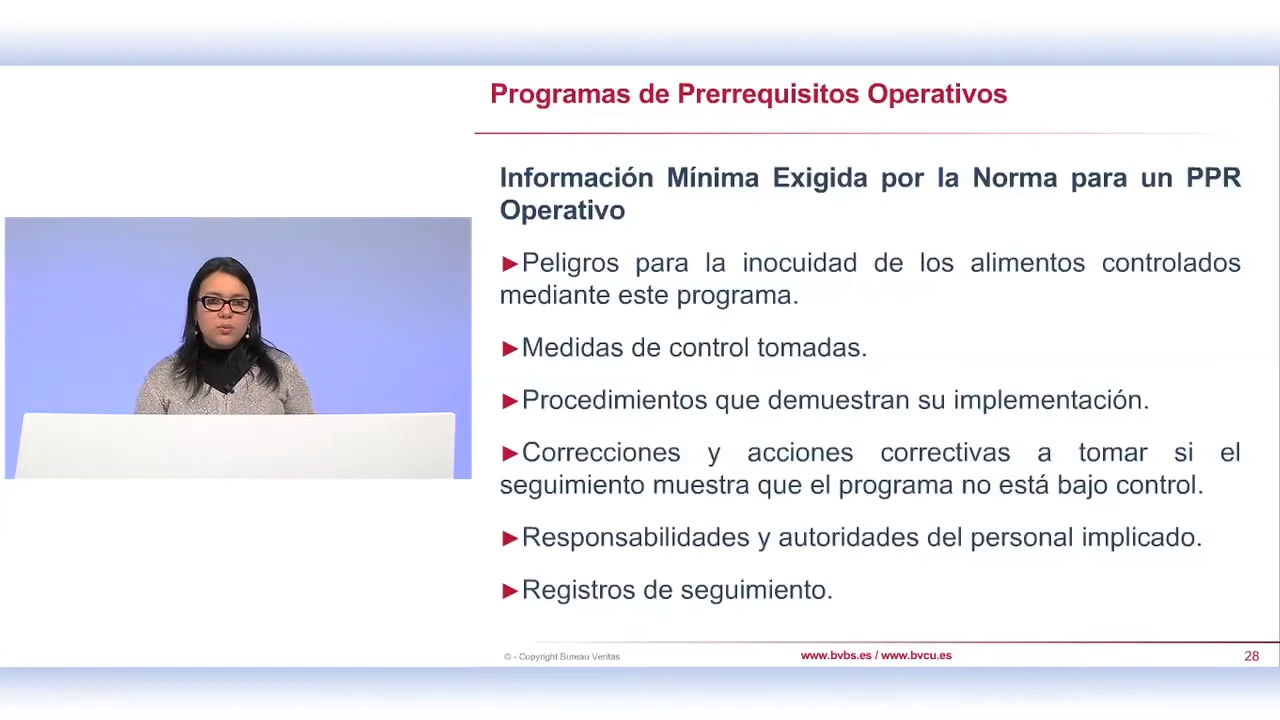 Programas de Prerrequisitos Operativos
Información Mínima Exigida por la Norma para un PPR
Operativo
►Peligros para la inocuidad de los alimentos controlados
mediante este programa.
►Medidas de control tomadas.
►Procedimientos que demuestran su implementación.
►Correcciones y acciones correctivas a tomar si el
seguimiento muestra que el programa no está bajo control.
►Responsabilidades y autoridades del personal implicado.
►Registros de seguimiento.
© - Copyright Bureau Veritas
www.bvbs.es / www.bvcu.es
28